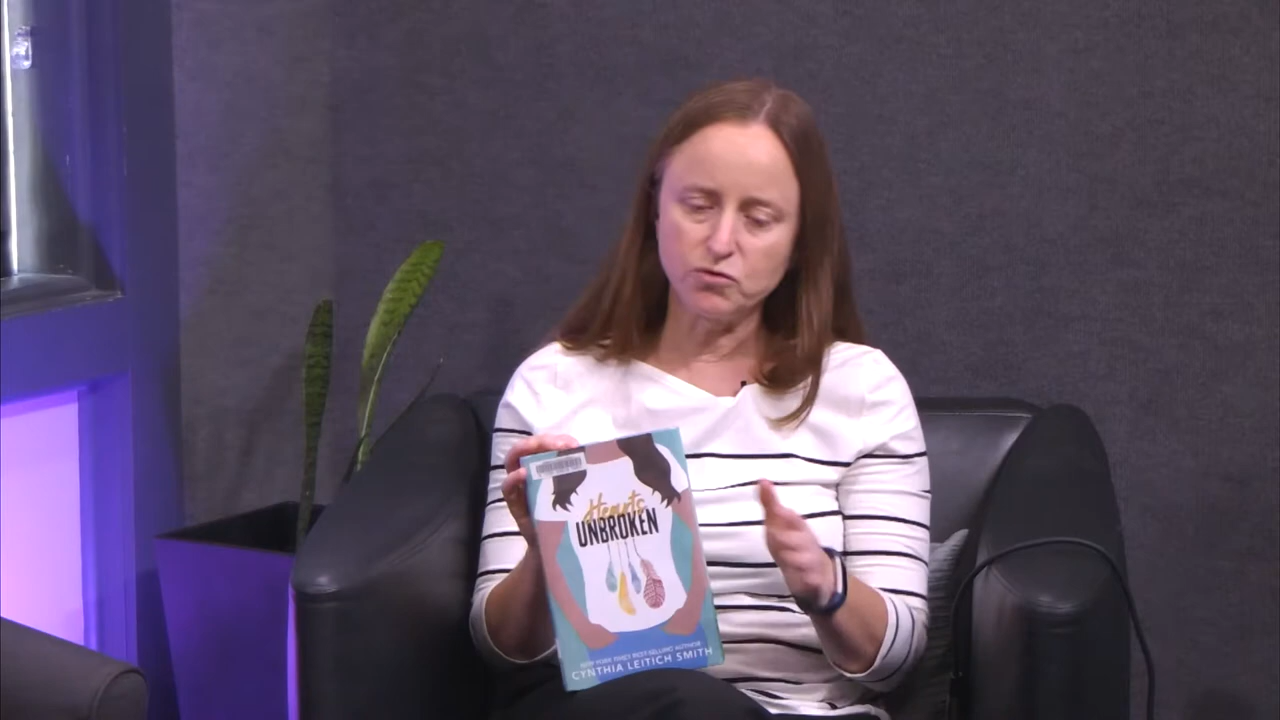 Hearts
UNBROKEN
NEW YORK TIMES BEST-SELLING AUTHOR
CYNTHIA LEITICH SMITH